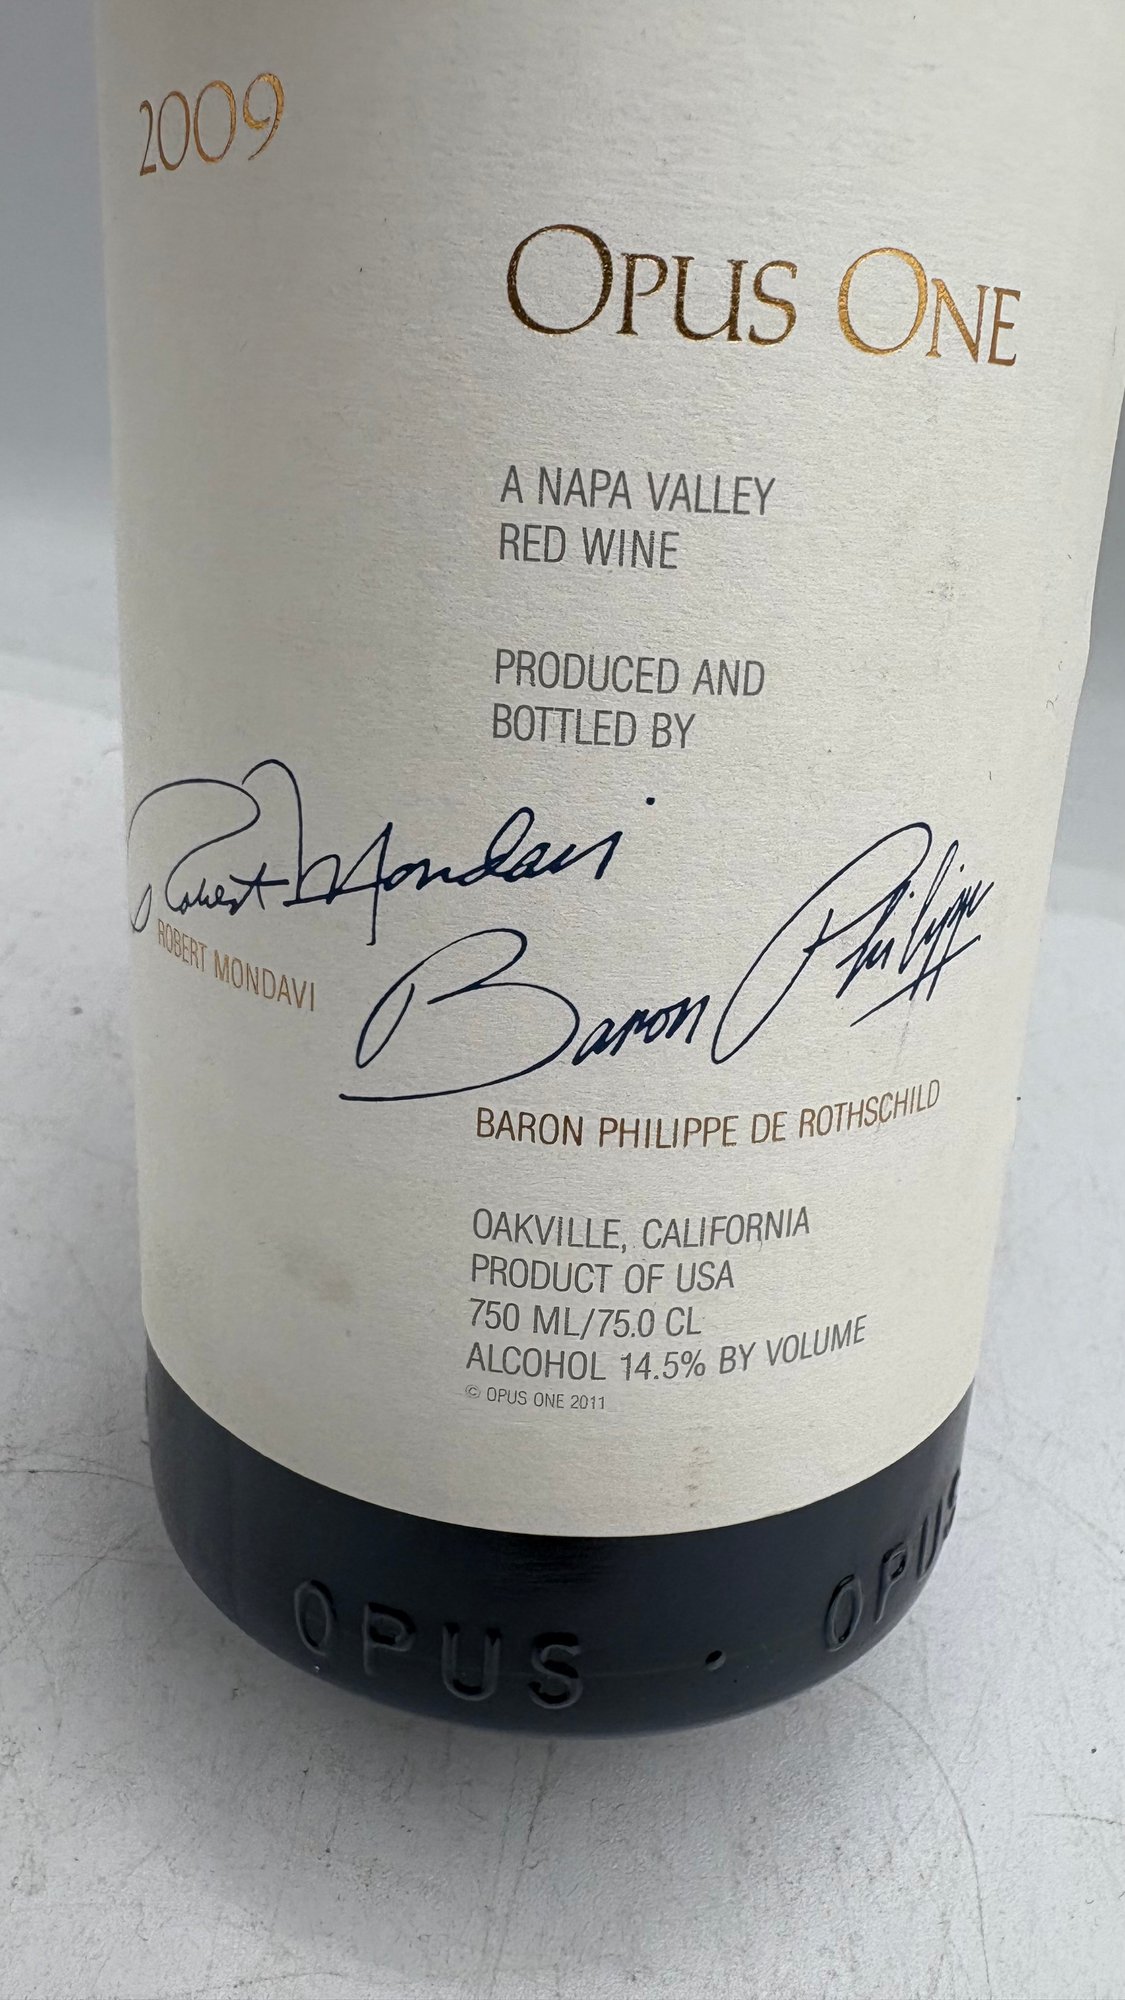 2009
OPUS ONE
A NAPA VALLEY
RED WINE
PRODUCED AND
BOTTLED BY
Robert Mondavi
ROBERT MONDAVI
Baron Philippe
BARON PHILIPPE DE ROTHSCHILD
OAKVILLE, CALIFORNIA
PRODUCT OF USA
750 ML/75.0 CL
ALCOHOL 14.5% BY VOLUME
© OPUS ONE 2011
OPUS · OPUS